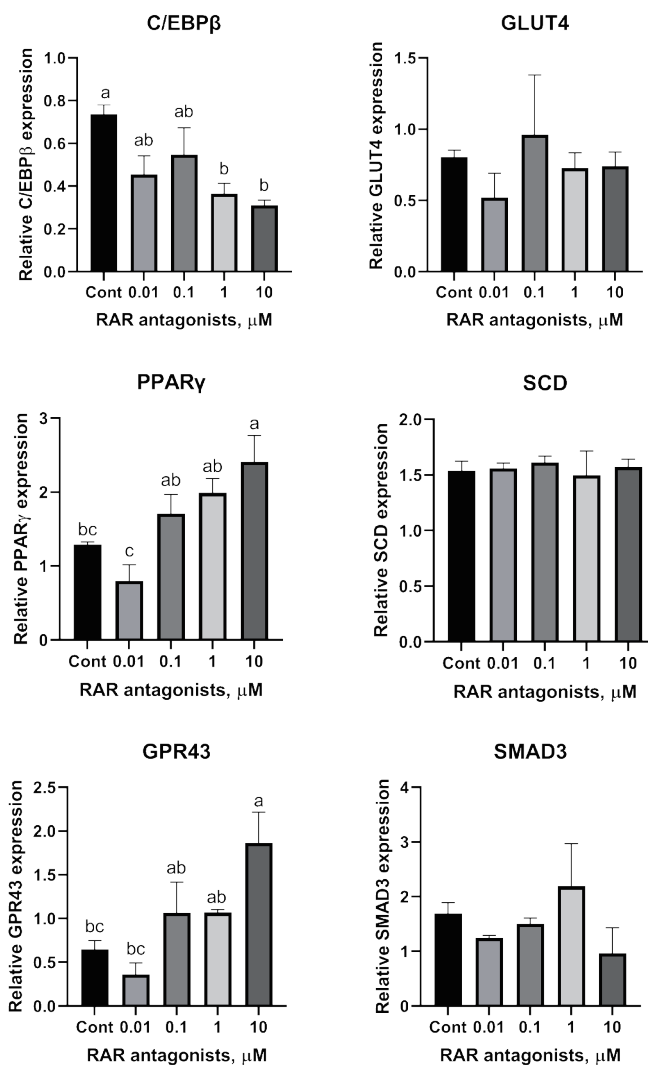 C/EBPβ
Relative C/EBPβ expression
1.0
0.8
0.6
0.4
0.2
0.0
a
ab
ab
b
b
Cont 0.01 0.1 1 10
RAR antagonists, μM
GLUT4
Relative GLUT4 expression
1.5
1.0
0.5
0.0
Cont 0.01 0.1 1 10
RAR antagonists, μM
PPARγ
Relative PPARγ expression
3
2
1
0
bc
c
ab
ab
a
Cont 0.01 0.1 1 10
RAR antagonists, μM
SCD
Relative SCD expression
2.0
1.5
1.0
0.5
0.0
Cont 0.01 0.1 1 10
RAR antagonists, μM
GPR43
Relative GPR43 expression
2.5
2.0
1.5
1.0
0.5
0.0
bc
bc
ab
ab
a
Cont 0.01 0.1 1 10
RAR antagonists, μM
SMAD3
Relative SMAD3 expression
4
3
2
1
0
Cont 0.01 0.1 1 10
RAR antagonists, μM